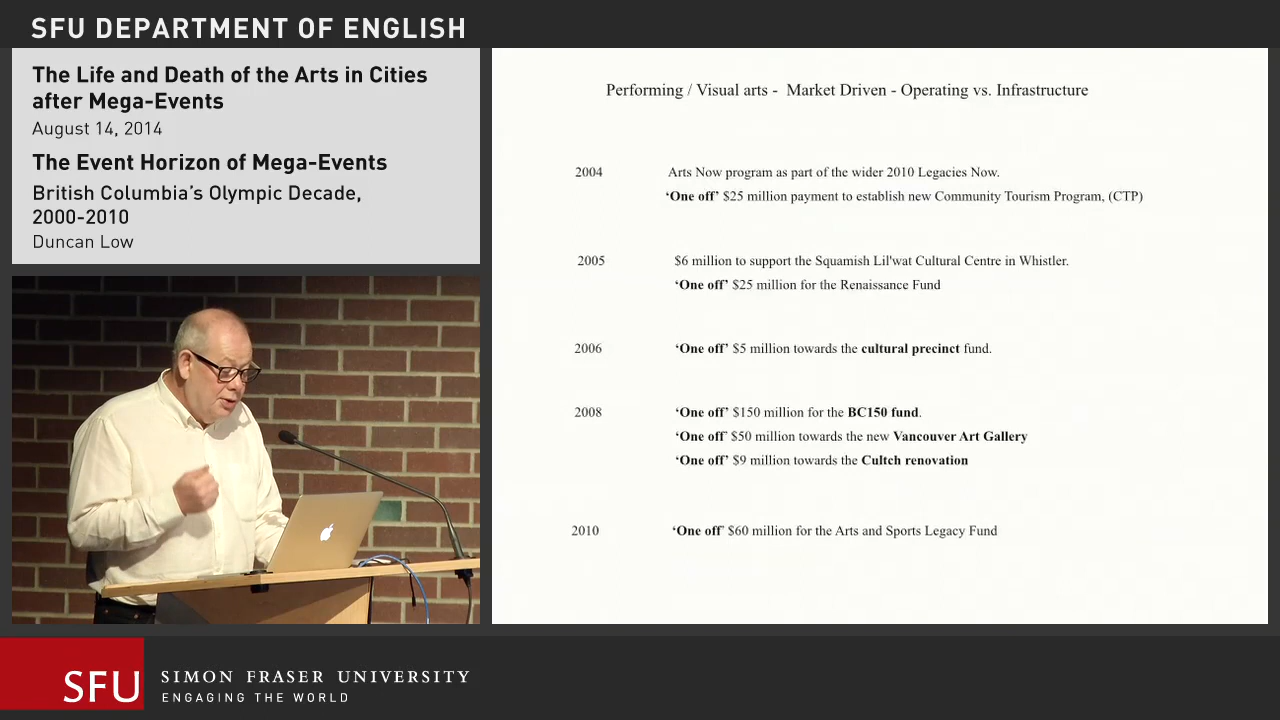 SFU DEPARTMENT OF ENGLISH
The Life and Death of the Arts in Cities
after Mega-Events
August 14, 2014
The Event Horizon of Mega-Events
British Columbia's Olympic Decade,
2000-2010
Duncan Low
Performing / Visual arts - Market Driven - Operating vs. Infrastructure
2004 Arts Now program as part of the wider 2010 Legacies Now.
‘One off’ $25 million payment to establish new Community Tourism Program, (CTP)
2005 $6 million to support the Squamish Lil'wat Cultural Centre in Whistler.
‘One off’ $25 million for the Renaissance Fund
2006 ‘One off’ $5 million towards the cultural precinct fund.
2008 ‘One off’ $150 million for the BC150 fund.
‘One off’ $50 million towards the new Vancouver Art Gallery
‘One off’ $9 million towards the Cultch renovation
2010 ‘One off’ $60 million for the Arts and Sports Legacy Fund
SFU
SIMON FRASER UNIVERSITY
ENGAGING THE WORLD